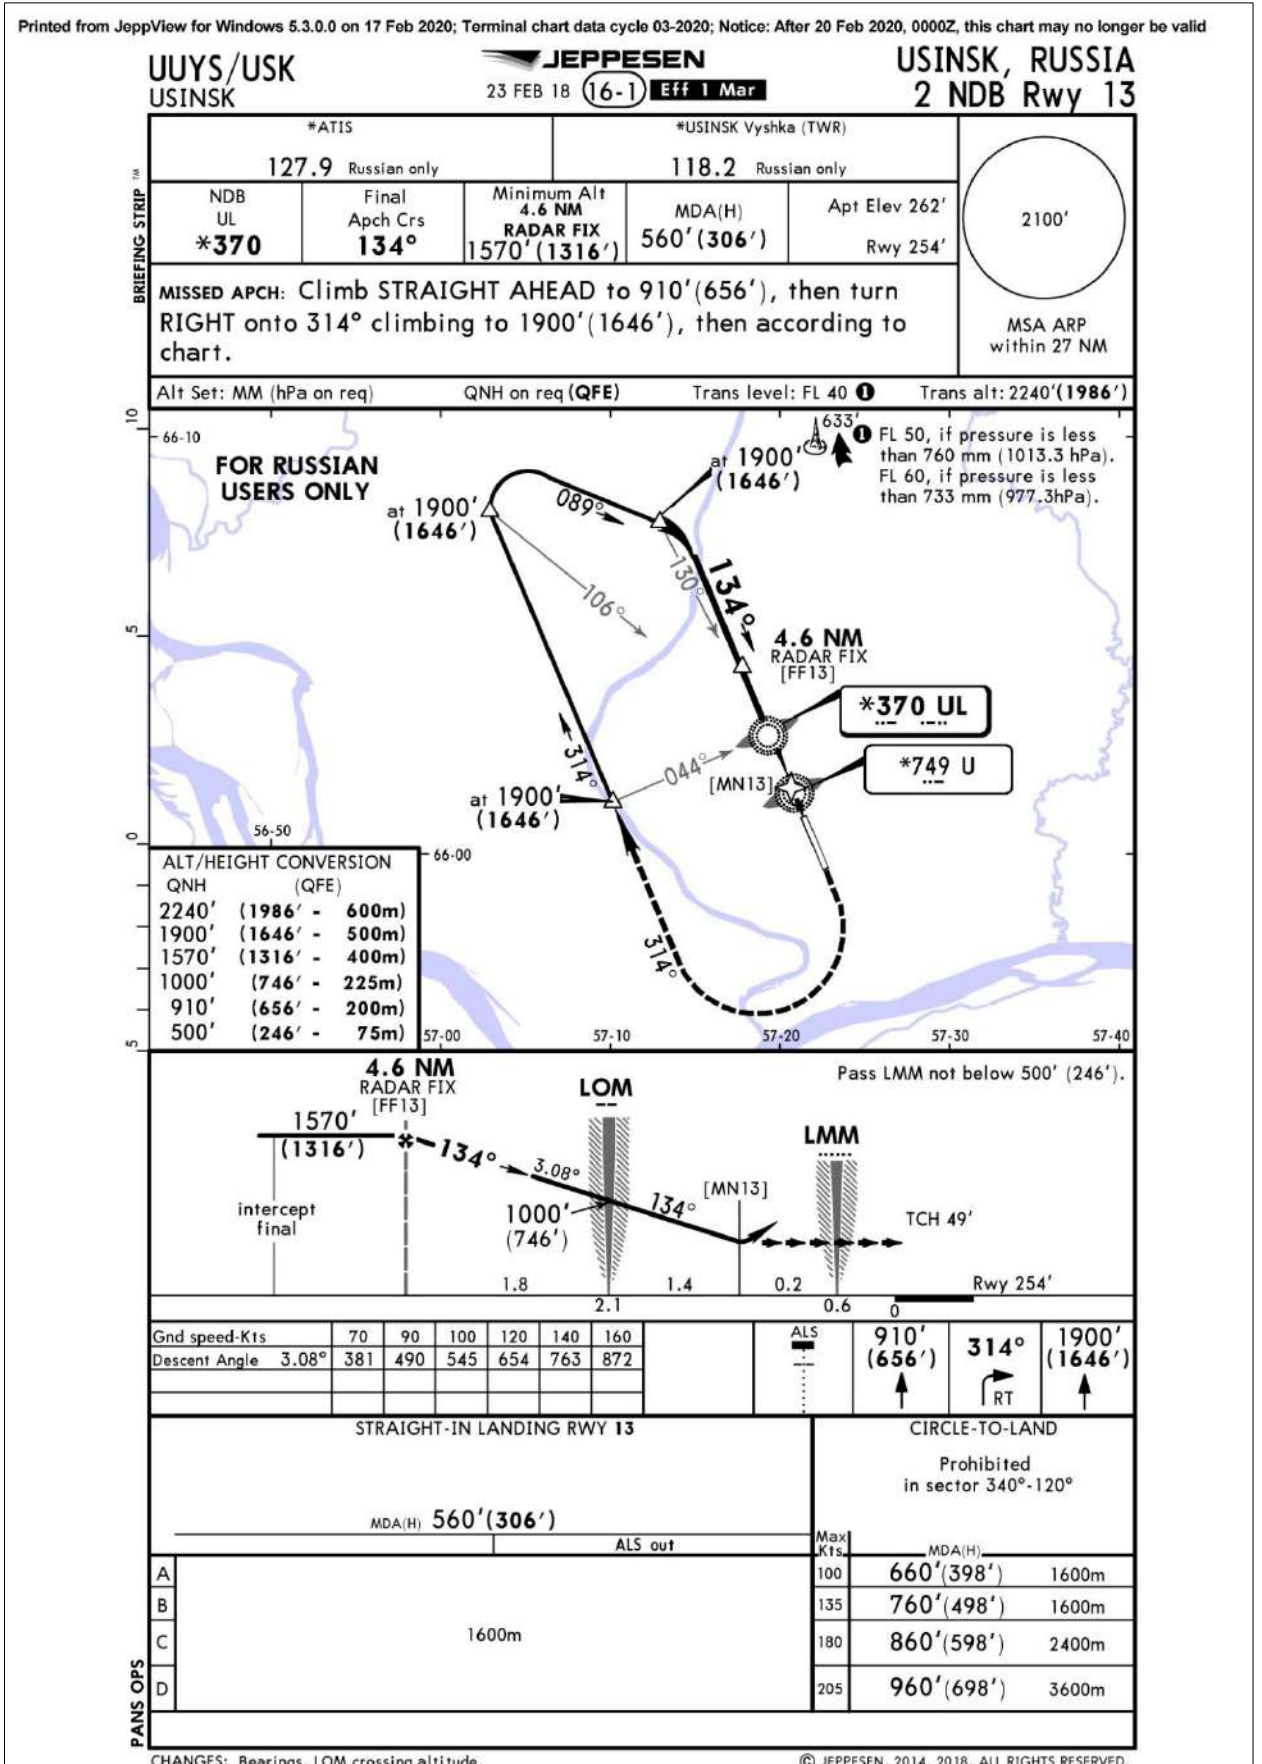 Printed from JeppView for Windows 5.3.0.0 on 17 Feb 2020; Terminal chart data cycle 03-2020; Notice: After 20 Feb 2020, 0000Z, this chart may no longer be valid
UUYS/USK
USINSK
JEPPESEN
23 FEB 18 16-1 Eff 1 Mar
USINSK, RUSSIA
2 NDB Rwy 13
BRIEFING STRIP TM
*ATIS
127.9 Russian only
*USINSK Vyshka (TWR)
118.2 Russian only
NDB
UL
*370
Final
Apch Crs
134°
Minimum Alt
4.6 NM
RADAR FIX
1570'(1316')
MDA(H)
560'(306')
Apt Elev 262'
Rwy 254'
2100'
MSA ARP
within 27 NM
MISSED APCH: Climb STRAIGHT AHEAD to 910'(656'), then turn
RIGHT onto 314° climbing to 1900'(1646'), then according to
chart.
Alt Set: MM (hPa on req) QNH on req (QFE) Trans level: FL 40 1 Trans alt: 2240'(1986')
10
66-10
FOR RUSSIAN
USERS ONLY
633'
1 FL 50, if pressure is less
than 760 mm (1013.3 hPa).
FL 60, if pressure is less
than 733 mm (977.3hPa).
at 1900'
(1646')
at 1900'
(1646')
089°
106°
130°
134°
5
4.6 NM
RADAR FIX
[FF13]
*370 UL
*749 U
[MN13]
044°
314°
at 1900'
(1646')
0
56-50
66-00
314°
ALT/HEIGHT CONVERSION
QNH (QFE)
2240' (1986' - 600m)
1900' (1646' - 500m)
1570' (1316' - 400m)
1000' (746' - 225m)
910' (656' - 200m)
500' (246' - 75m)
5
57-00 57-10 57-20 57-30 57-40
4.6 NM
RADAR FIX
[FF13]
1570'
(1316')
intercept
final
134°
3.08°
LOM
1000'
(746')
134°
[MN13]
LMM
Pass LMM not below 500' (246').
TCH 49'
Rwy 254'
1.8 1.4 0.2
2.1 0.6 0
Gnd speed-Kts 70 90 100 120 140 160
Descent Angle 3.08° 381 490 545 654 763 872
ALS
910'
(656')
314°
RT
1900'
(1646')
STRAIGHT-IN LANDING RWY 13
MDA(H) 560'(306')
ALS out
A
B
C
D
1600m
CIRCLE-TO-LAND
Prohibited
in sector 340°-120°
Max
Kts MDA(H)
100 660'(398') 1600m
135 760'(498') 1600m
180 860'(598') 2400m
205 960'(698') 3600m
PANS OPS
CHANGES: Bearings, LOM crossing altitude.
© JEPPESEN, 2014, 2018. ALL RIGHTS RESERVED.